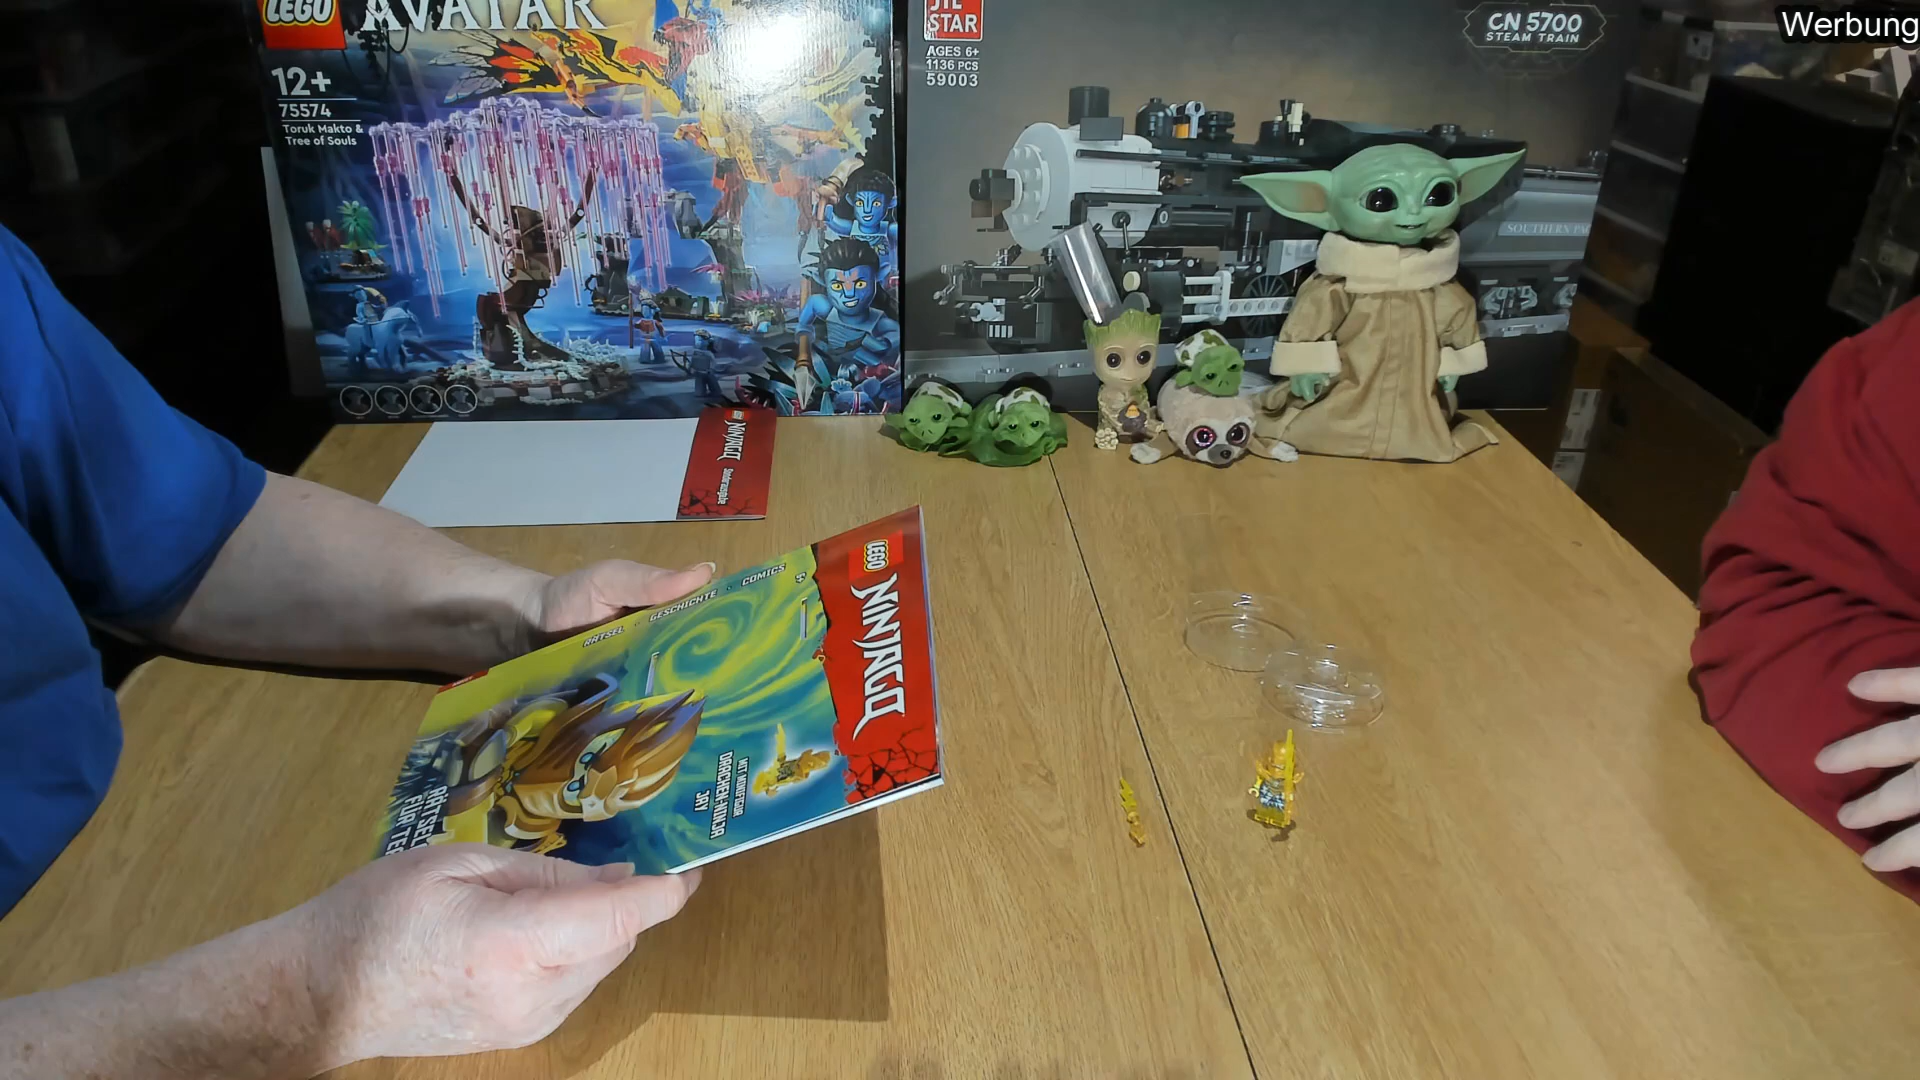 Werbung
LEGO
AVATAR
12+
75574
Toruk Makto &
Tree of Souls
STAR
AGES 6+
1136 PCS
59003
CN 5700
STEAM TRAIN
NINJAGO
LEGO
NINJAGO
RÄTSEL · GESCHICHTE · COMICS
MIT MINIFIGUR
DRACHEN-NINJA
JAY